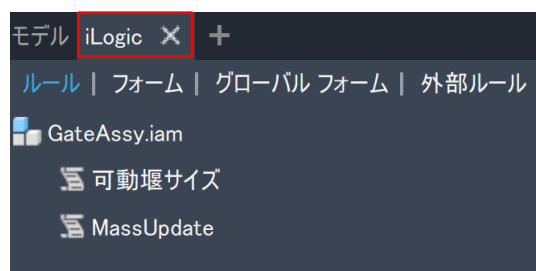 モデル iLogic × +
ルール | フォーム | グローバル フォーム | 外部ルール
GateAssy.iam
可動堰サイズ
MassUpdate